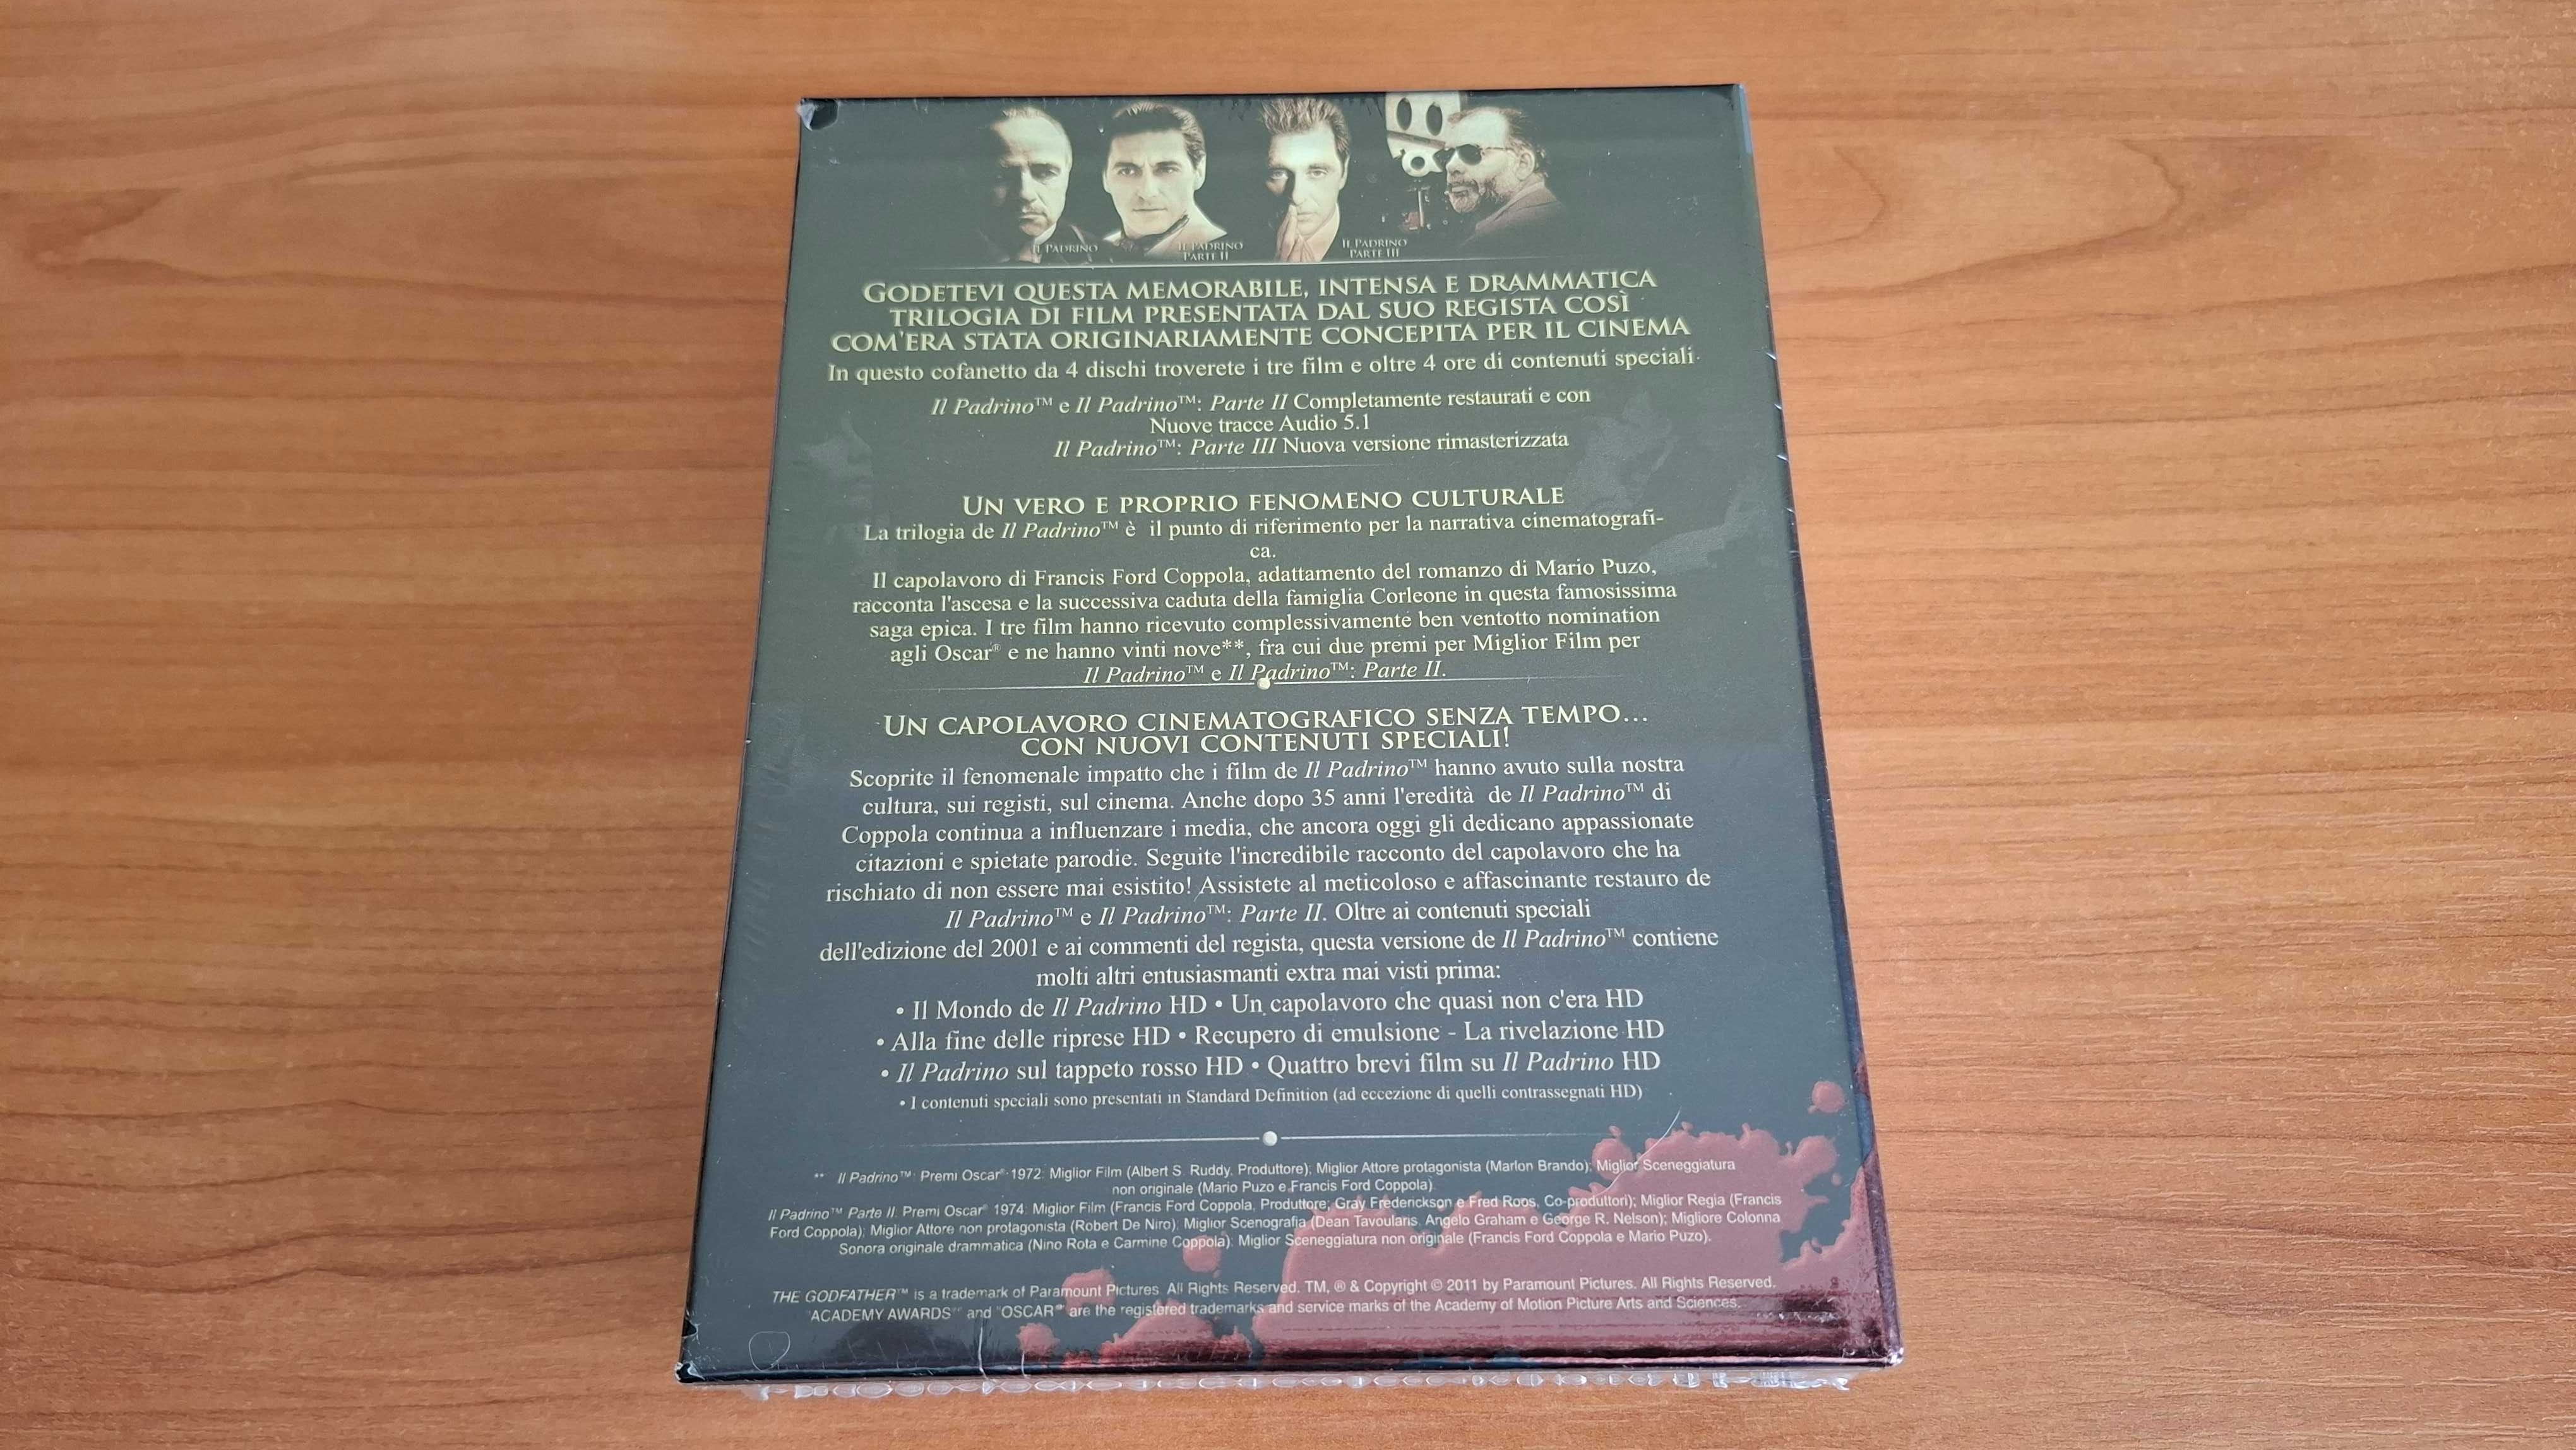 IL PADRINO
IL PADRINO
PARTE II
IL PADRINO
PARTE III
GODETEVI QUESTA MEMORABILE, INTENSA E DRAMMATICA
TRILOGIA DI FILM PRESENTATA DAL SUO REGISTA COSÌ
COM'ERA STATA ORIGINARIAMENTE CONCEPITA PER IL CINEMA
In questo cofanetto da 4 dischi troverete i tre film e oltre 4 ore di contenuti speciali.
Il Padrino™ e Il Padrino™: Parte II Completamente restaurati e con
Nuove tracce Audio 5.1
Il Padrino™: Parte III Nuova versione rimasterizzata
UN VERO E PROPRIO FENOMENO CULTURALE
La trilogia de Il Padrino™ è il punto di riferimento per la narrativa cinematografi-
ca.
Il capolavoro di Francis Ford Coppola, adattamento del romanzo di Mario Puzo,
racconta l'ascesa e la successiva caduta della famiglia Corleone in questa famosissima
saga epica. I tre film hanno ricevuto complessivamente ben ventotto nomination
agli Oscar® e ne hanno vinti nove**, fra cui due premi per Miglior Film per
Il Padrino™ e Il Padrino™: Parte II.
UN CAPOLAVORO CINEMATOGRAFICO SENZA TEMPO...
CON NUOVI CONTENUTI SPECIALI!
Scoprite il fenomenale impatto che i film de Il Padrino™ hanno avuto sulla nostra
cultura, sui registi, sul cinema. Anche dopo 35 anni l'eredità de Il Padrino™ di
Coppola continua a influenzare i media, che ancora oggi gli dedicano appassionate
citazioni e spietate parodie. Seguite l'incredibile racconto del capolavoro che ha
rischiato di non essere mai esistito! Assistete al meticoloso e affascinante restauro de
Il Padrino™ e Il Padrino™: Parte II. Oltre ai contenuti speciali
dell'edizione del 2001 e ai commenti del regista, questa versione de Il Padrino™ contiene
molti altri entusiasmanti extra mai visti prima:
• Il Mondo de Il Padrino HD • Un capolavoro che quasi non c'era HD
• Alla fine delle riprese HD • Recupero di emulsione - La rivelazione HD
• Il Padrino sul tappeto rosso HD • Quattro brevi film su Il Padrino HD
• I contenuti speciali sono presentati in Standard Definition (ad eccezione di quelli contrassegnati HD)
** Il Padrino™: Premi Oscar® 1972: Miglior Film (Albert S. Ruddy, Produttore); Miglior Attore protagonista (Marlon Brando); Miglior Sceneggiatura
non originale (Mario Puzo e Francis Ford Coppola)
Il Padrino™ Parte II: Premi Oscar® 1974: Miglior Film (Francis Ford Coppola, Produttore; Gray Frederickson e Fred Roos, Co-produttori); Miglior Regia (Francis
Ford Coppola); Miglior Attore non protagonista (Robert De Niro); Miglior Scenografia (Dean Tavoularis, Angelo Graham e George R. Nelson); Migliore Colonna
Sonora originale drammatica (Nino Rota e Carmine Coppola); Miglior Sceneggiatura non originale (Francis Ford Coppola e Mario Puzo).
THE GODFATHER™ is a trademark of Paramount Pictures. All Rights Reserved. TM, ® & Copyright © 2011 by Paramount Pictures. All Rights Reserved.
"ACADEMY AWARDS®" and "OSCAR®" are the registered trademarks and service marks of the Academy of Motion Picture Arts and Sciences.